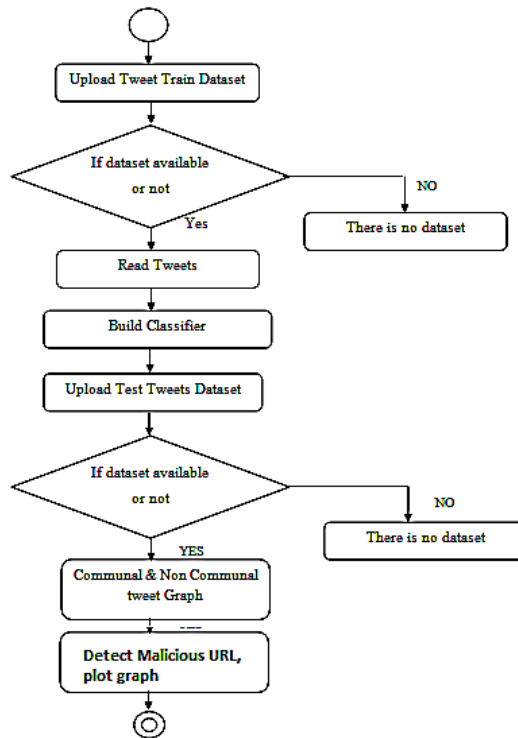 Upload Tweet Train Dataset
If dataset available
or not
NO
Yes
There is no dataset
Read Tweets
Build Classifier
Upload Test Tweets Dataset
If dataset available
or not
NO
There is no dataset
YES
Communal & Non Communal
tweet Graph
Detect Malicious URL,
plot graph